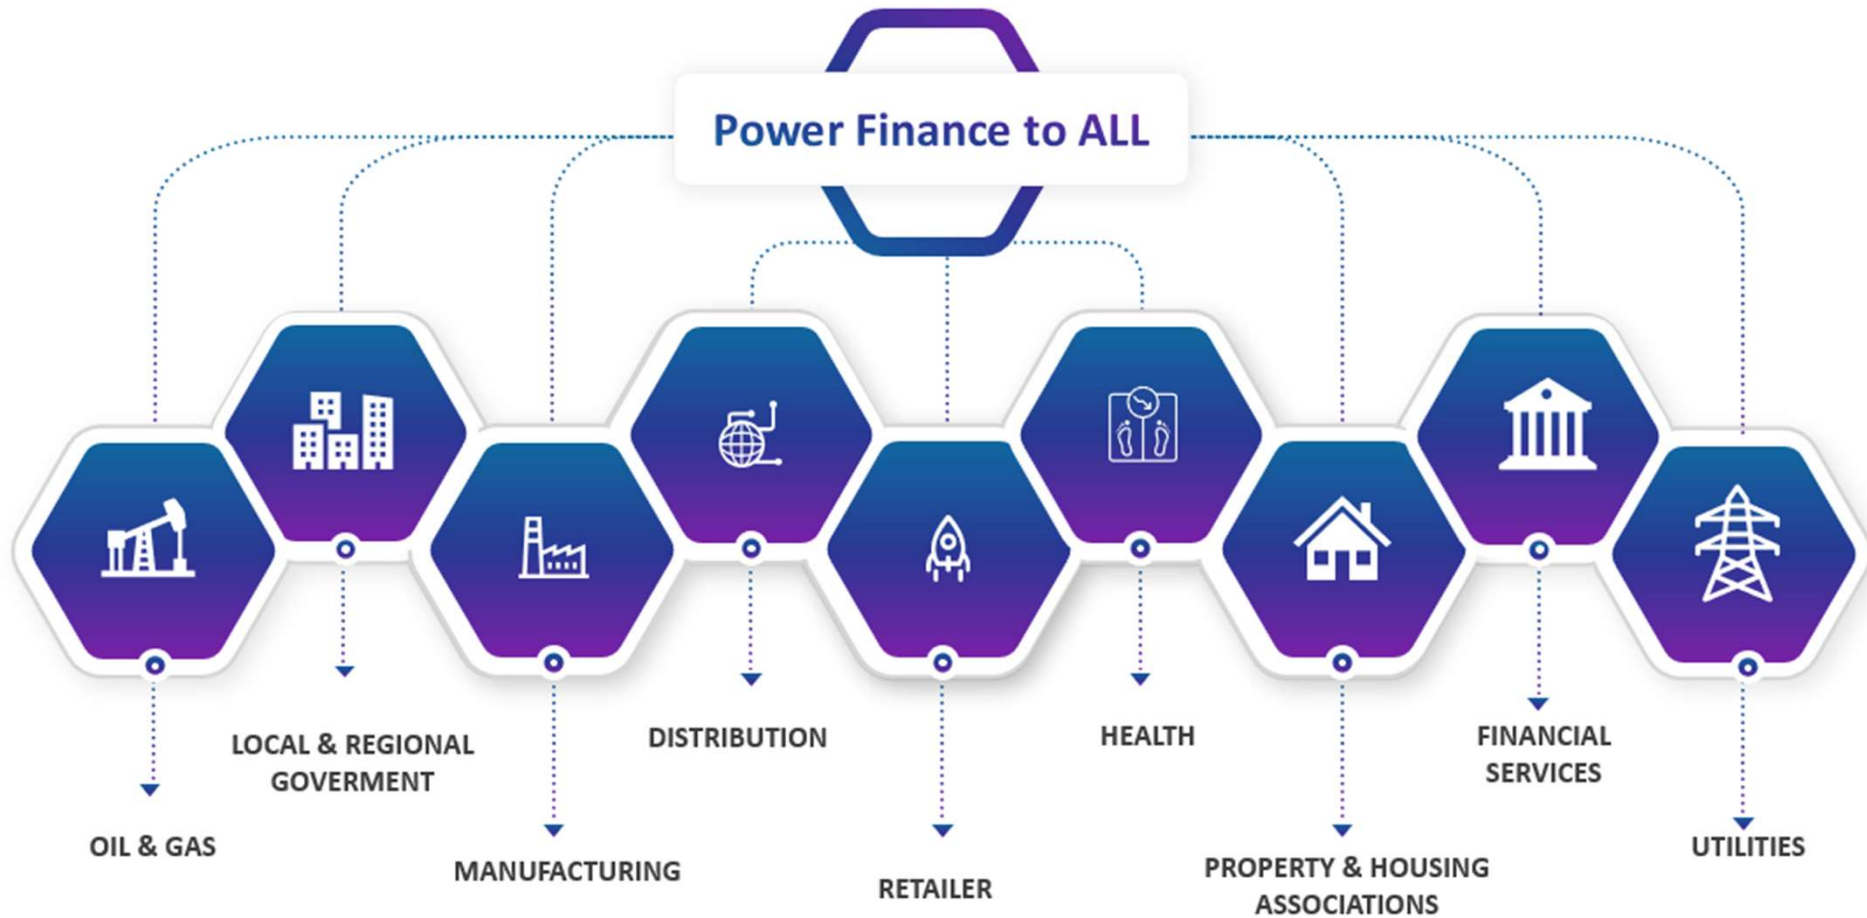 Power Finance to ALL
OIL & GAS
LOCAL & REGIONAL
GOVERMENT
MANUFACTURING
DISTRIBUTION
RETAILER
HEALTH
PROPERTY & HOUSING
ASSOCIATIONS
FINANCIAL
SERVICES
UTILITIES